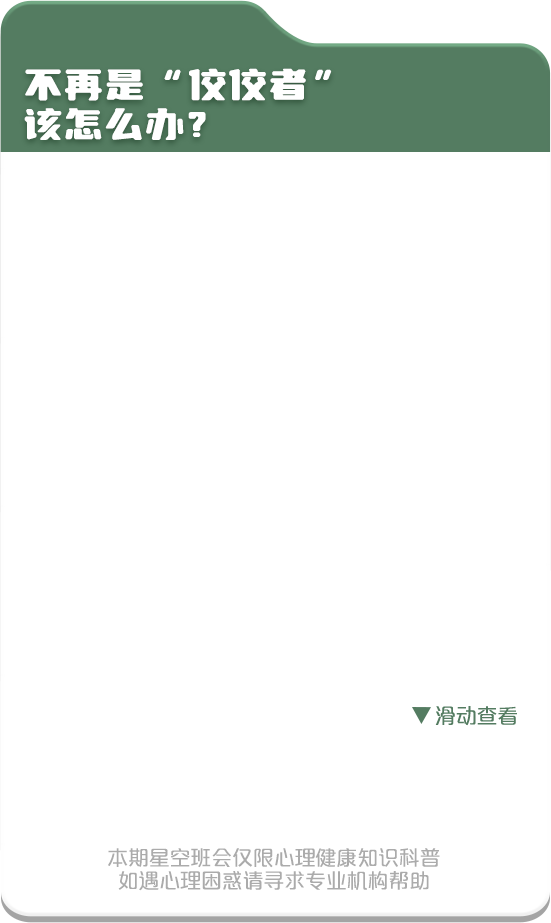 不再是“佼佼者”
该怎么办?
▼滑动查看
本期星空班会仅限心理健康知识科普
如遇心理困惑请寻求专业机构帮助